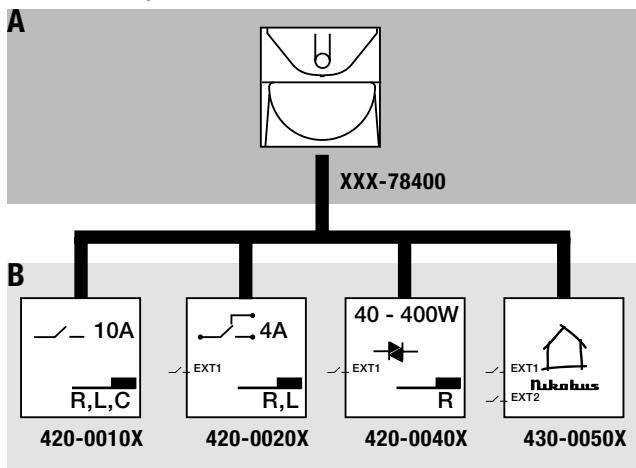 A
XXX-78400
B
10A
R,L,C
420-0010X
4A
EXT1
R,L
420-0020X
40 - 400W
EXT1
R
420-0040X
EXT1
Nikobus
EXT2
430-0050X